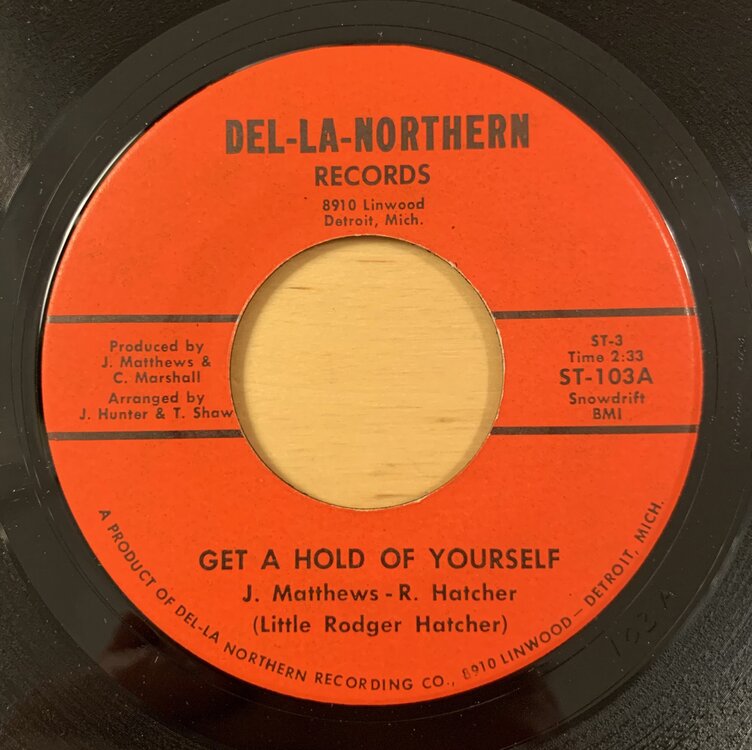 DEL-LA-NORTHERN
RECORDS
8910 Linwood
Detroit, Mich.
Produced by
J. Matthews &
C. Marshall
Arranged by
J. Hunter & T. Shaw
ST-3
Time 2:33
ST-103A
Snowdrift
BMI
GET A HOLD OF YOURSELF
J. Matthews - R. Hatcher
(Little Rodger Hatcher)
A PRODUCT OF DEL-LA NORTHERN RECORDING CO., 8910 LINWOOD — DETROIT, MICH.